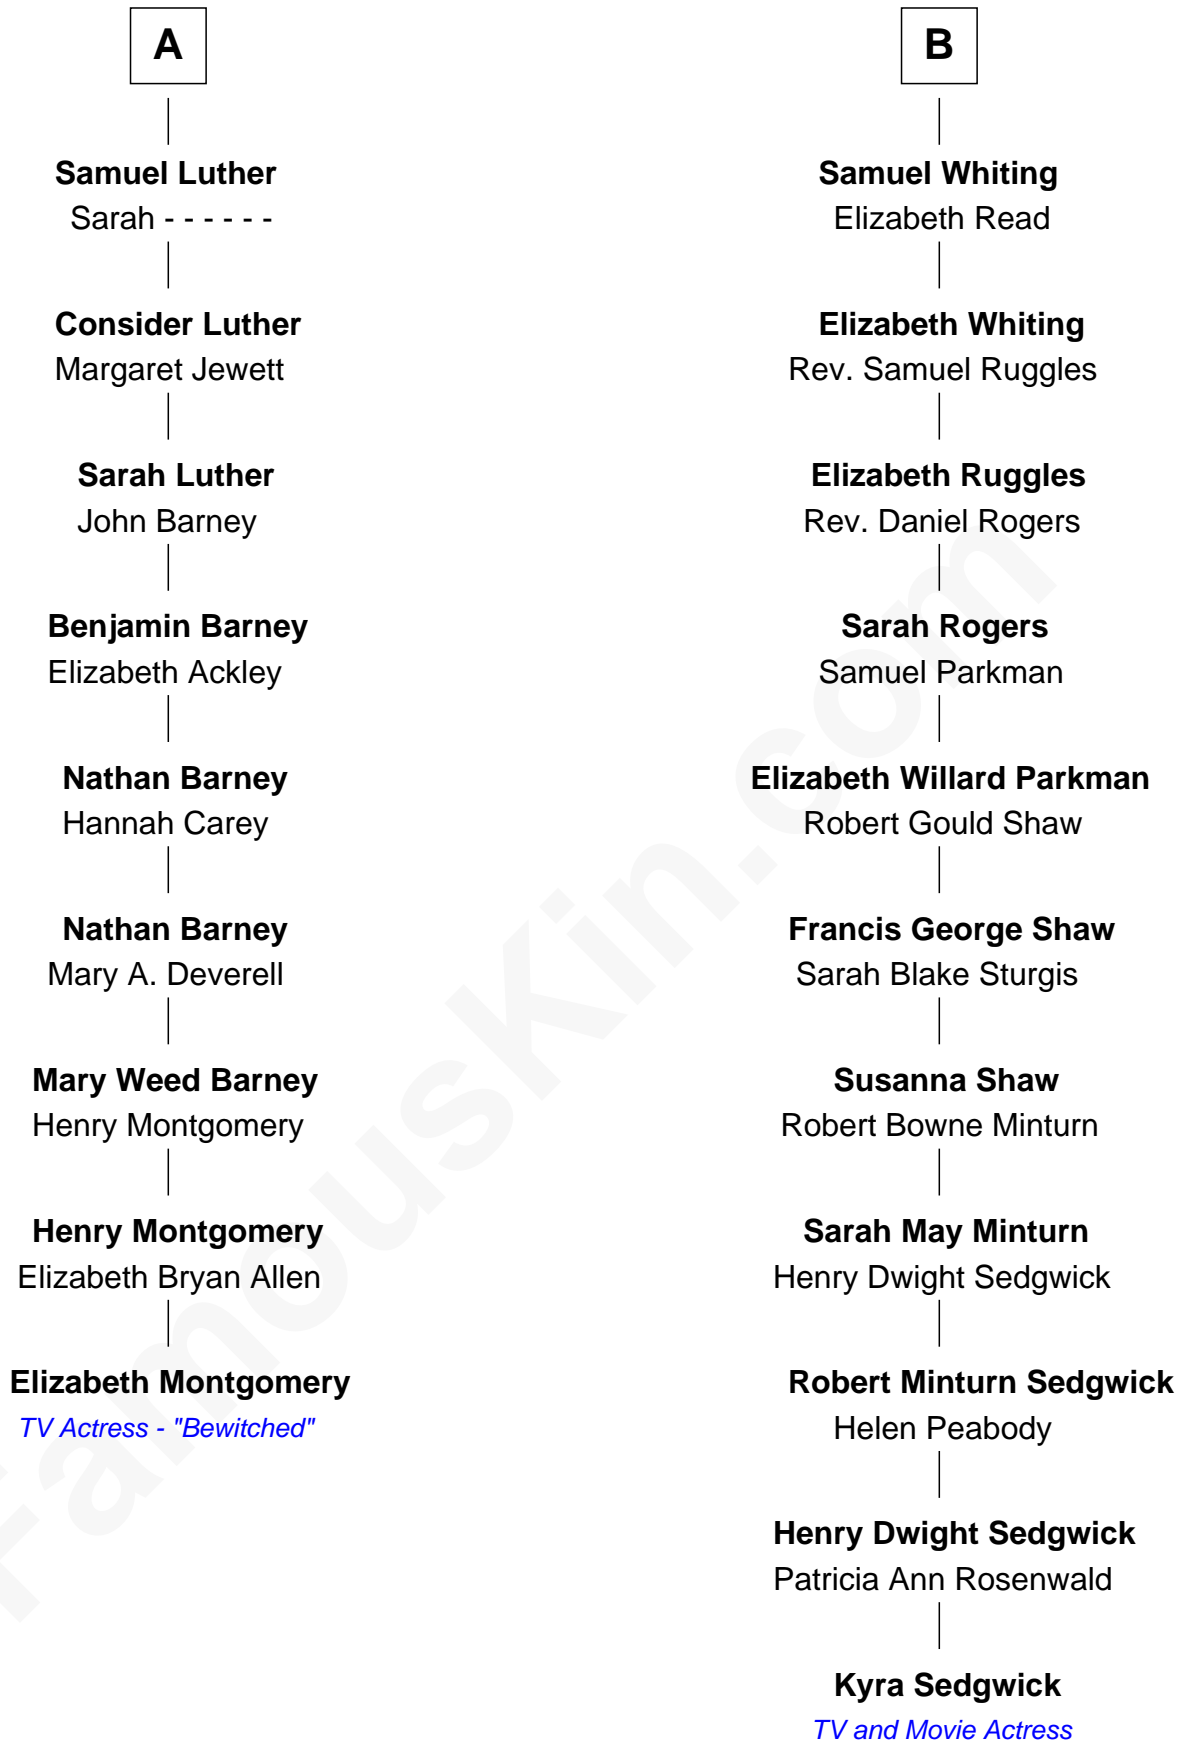 A
Samuel Luther
Sarah - - - - - -
Consider Luther
Margaret Jewett
Sarah Luther
John Barney
Benjamin Barney
Elizabeth Ackley
Nathan Barney
Hannah Carey
Nathan Barney
Mary A. Deverell
Mary Weed Barney
Henry Montgomery
Henry Montgomery
Elizabeth Bryan Allen
Elizabeth Montgomery
TV Actress - "Bewitched"
B
Samuel Whiting
Elizabeth Read
Elizabeth Whiting
Rev. Samuel Ruggles
Elizabeth Ruggles
Rev. Daniel Rogers
Sarah Rogers
Samuel Parkman
Elizabeth Willard Parkman
Robert Gould Shaw
Francis George Shaw
Sarah Blake Sturgis
Susanna Shaw
Robert Bowne Minturn
Sarah May Minturn
Henry Dwight Sedgwick
Robert Minturn Sedgwick
Helen Peabody
Henry Dwight Sedgwick
Patricia Ann Rosenwald
Kyra Sedgwick
TV and Movie Actress
FamousKin.com